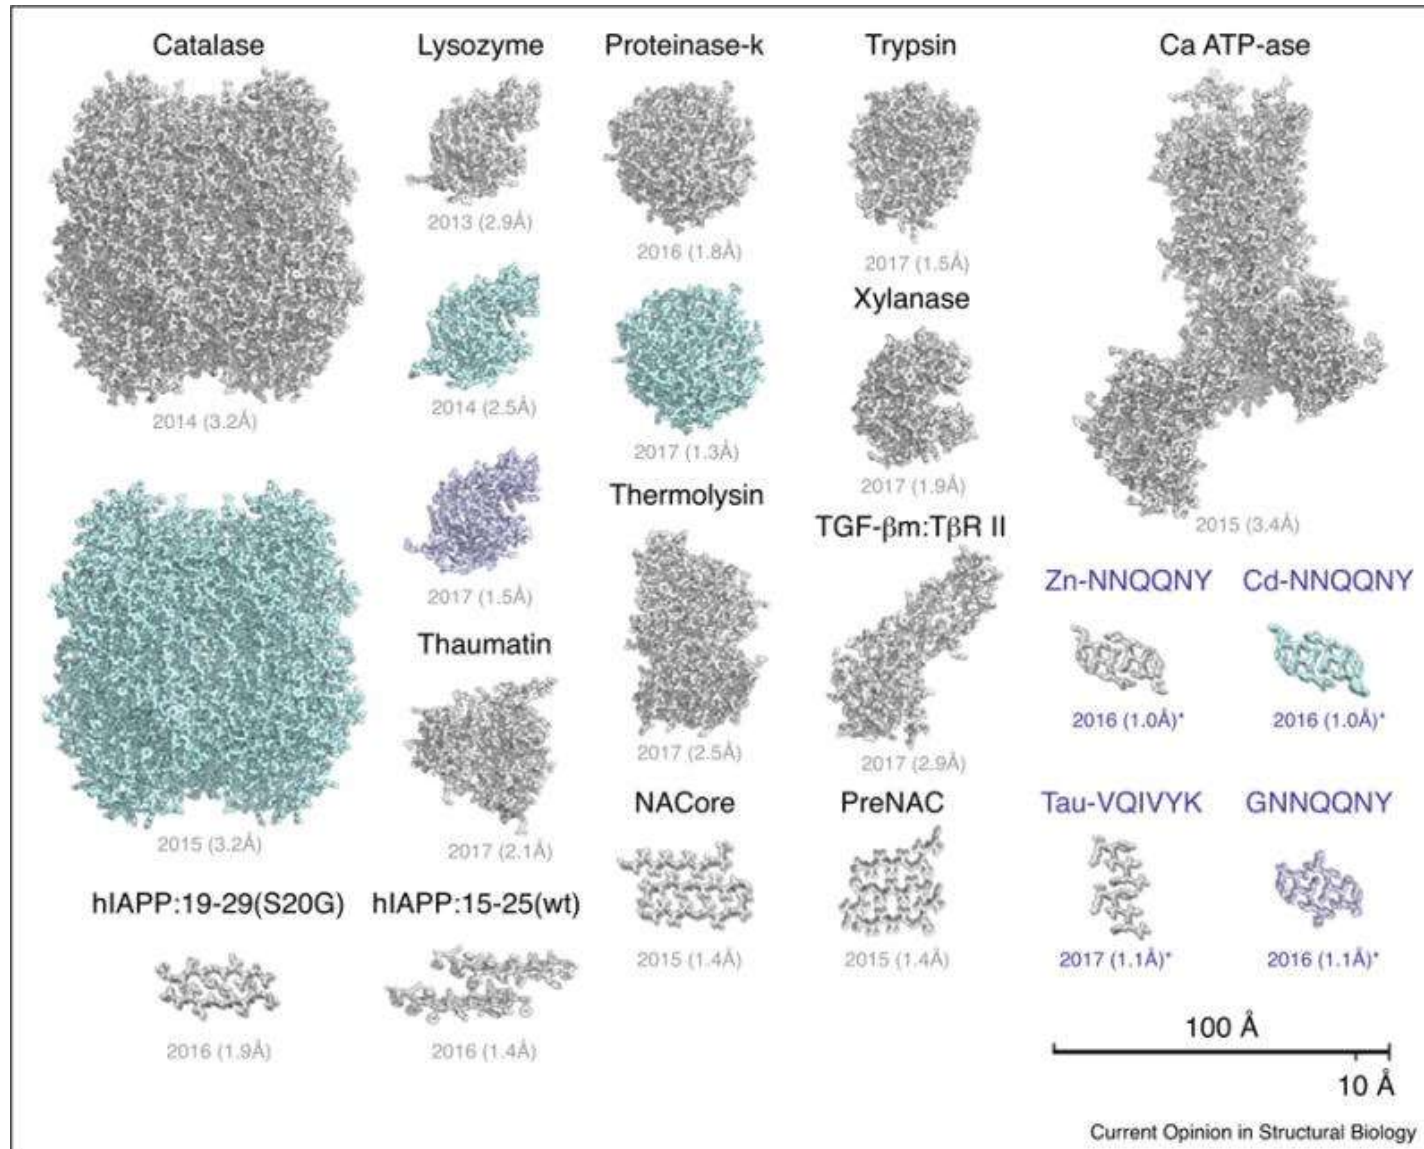 Catalase
Lysozyme
Proteinase-k
Trypsin
Ca ATP-ase
2013 (2.9Å)
2016 (1.8Å)
2017 (1.5Å)
Xylanase
2014 (3.2Å)
2014 (2.5Å)
2017 (1.3Å)
2017 (1.9Å)
2015 (3.4Å)
Thermolysin
TGF-βm:TβR II
2017 (1.5Å)
Zn-NNQQNY
Cd-NNQQNY
Thaumatin
2016 (1.0Å)*
2016 (1.0Å)*
2017 (2.5Å)
2017 (2.9Å)
NACore
PreNAC
Tau-VQIVYK
GNNQQNY
2015 (3.2Å)
2017 (2.1Å)
hIAPP:19-29(S20G)
hIAPP:15-25(wt)
2015 (1.4Å)
2015 (1.4Å)
2017 (1.1Å)*
2016 (1.1Å)*
2016 (1.9Å)
2016 (1.4Å)
100 Å
10 Å
Current Opinion in Structural Biology